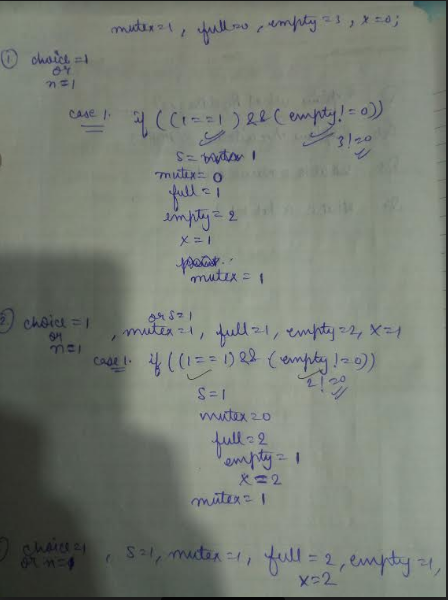 mutex=1, full=0, empty=3, x=0;
① choice=1
or
n=1
case 1. if ((1==1) && (empty!=0))
3!=0
S= 1
mutex=0
full=1
empty=2
x=1
mutex=1
② choice=1 or S=1
or , mutex=1, full=1, empty=2, x=1
n=1
case 1. if ((1==1) && (empty!=0))
2!=0
S=1
mutex=0
full=2
empty=1
x=2
mutex=1
choice=1 , S=1, mutex=1, full=2, empty=1,
or n=1 x=2